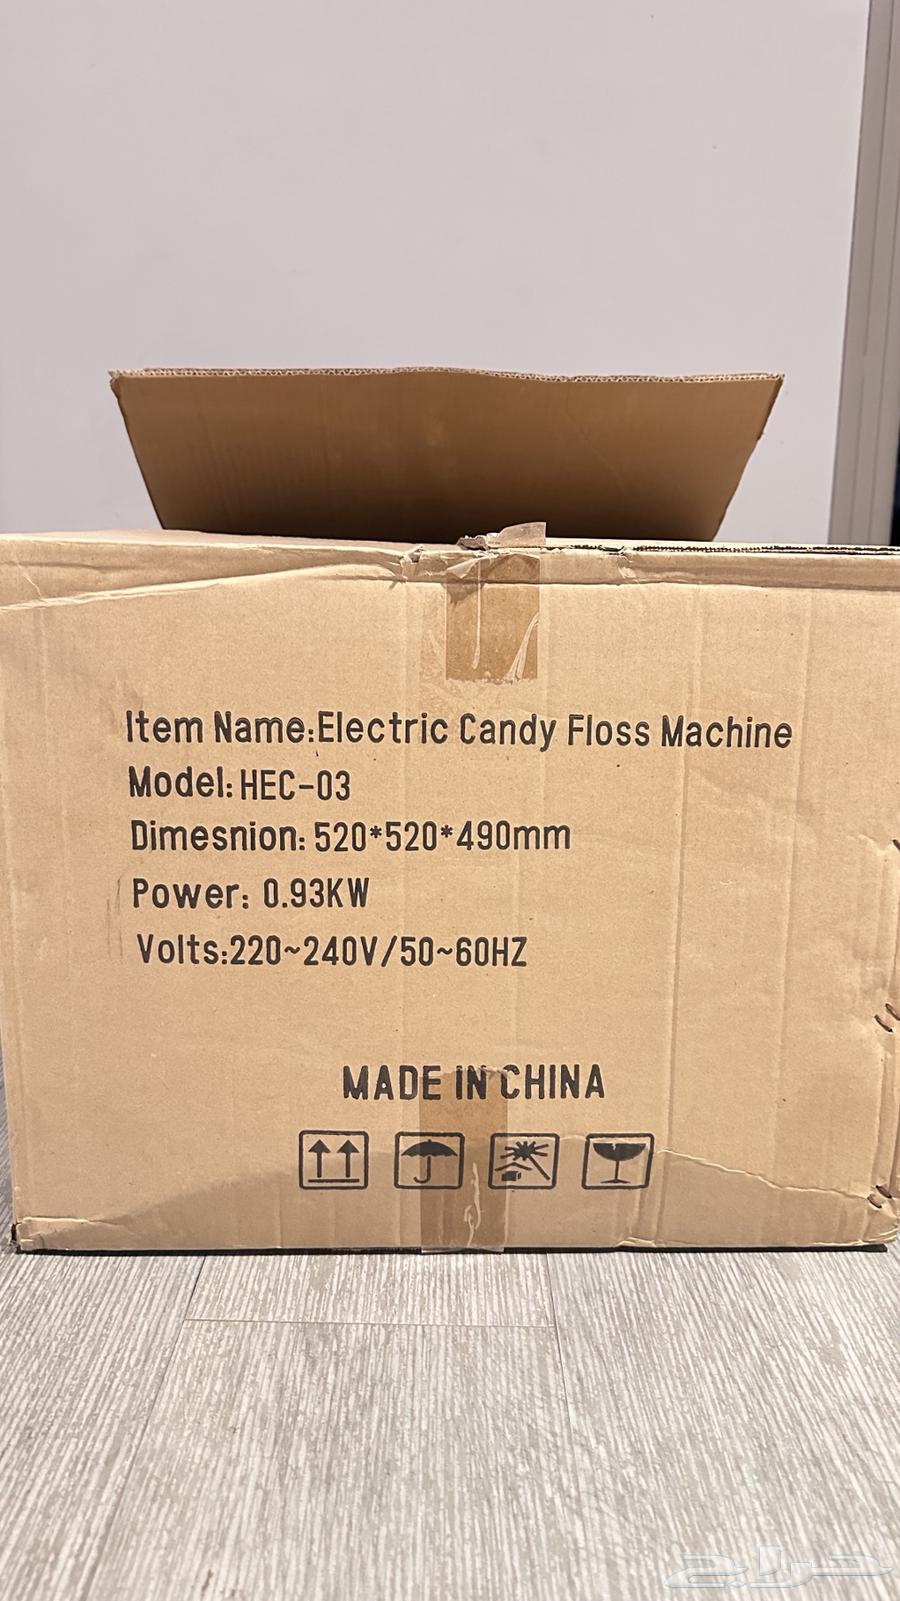 Item Name:Electric Candy Floss Machine
Model:HEC-03
Dimesnion: 520*520*490mm
Power: 0.93KW
Volts:220~240V/50~60HZ
MADE IN CHINA
حراج